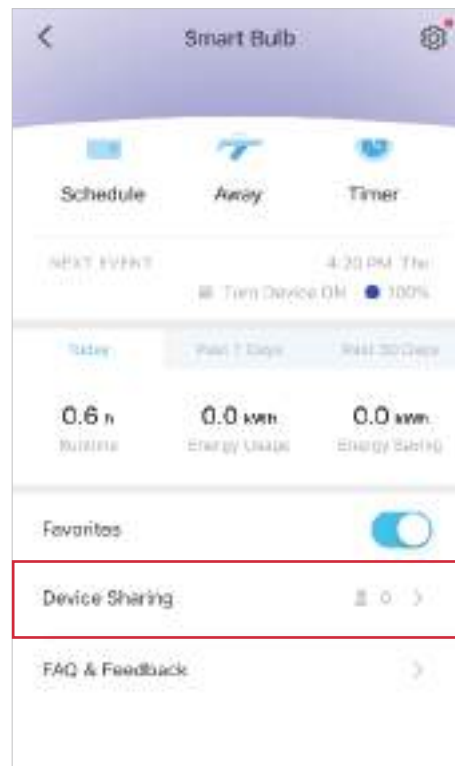 Smart Bulb
Schedule Away Timer
NEXT EVENT 4:20 PM Thu
Turn Device ON 100%
Today Past 7 Days Past 30 Days
0.6 h 0.0 kWh 0.0 kWh
Runtime Energy Usage Energy Saving
Favorites
Device Sharing 0
FAQ & Feedback